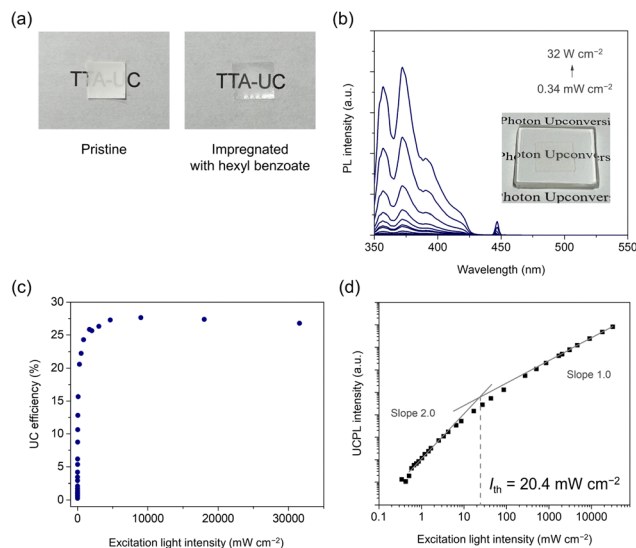 (a)
TTA-UC
TTA-UC
Pristine
Impregnated
with hexyl benzoate
(b)
PL intensity (a.u.)
32 W cm⁻²
0.34 mW cm⁻²
Photon Upconversi
Photon Upconvers
Photon Upconver
350
400
450
500
550
Wavelength (nm)
(c)
UC efficiency (%)
30
25
20
15
10
5
0
0
10000
20000
30000
Excitation light intensity (mW cm⁻²)
(d)
UCPL intensity (a.u.)
Slope 2.0
Slope 1.0
Ith = 20.4 mW cm⁻²
0.1
1
10
100
1000
10000
Excitation light intensity (mW cm⁻²)